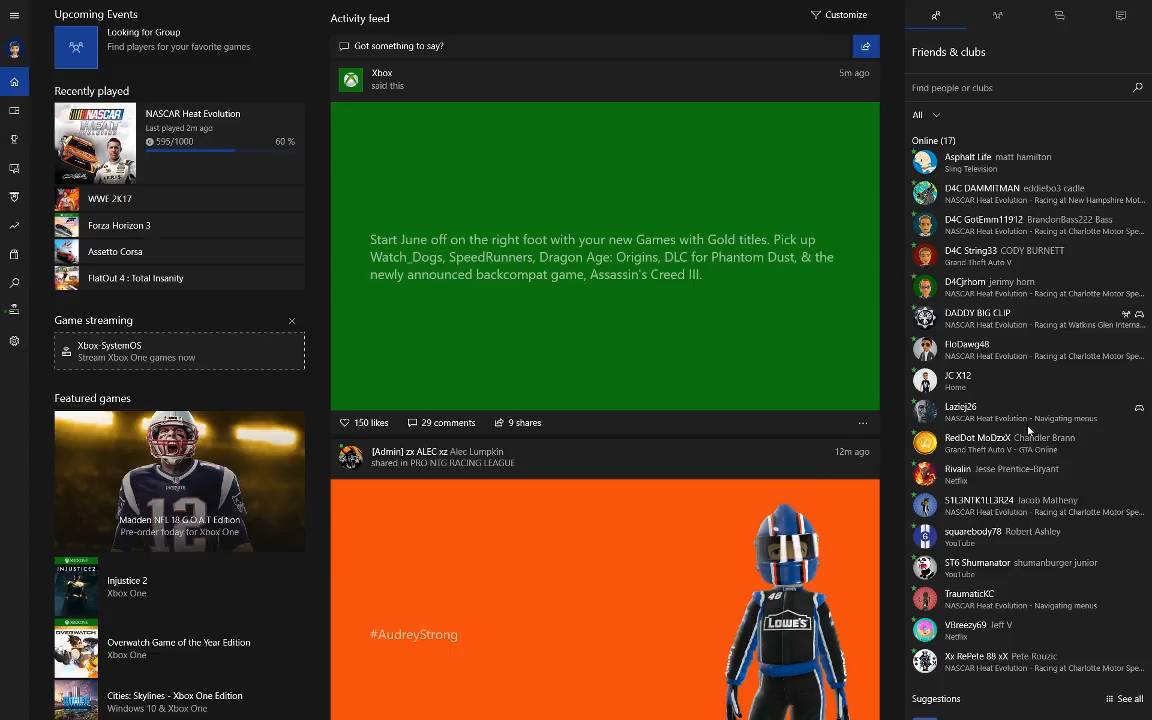 Upcoming Events
Looking for Group
Find players for your favorite games
Recently played
NASCAR Heat Evolution
Last played 2m ago
595/1000
60 %
WWE 2K17
Forza Horizon 3
Assetto Corsa
FlatOut 4 : Total Insanity
Game streaming
Xbox-SystemOS
Stream Xbox One games now
Featured games
Madden NFL 18 G.O.A.T Edition
Pre-order today for Xbox One
Injustice 2
Xbox One
Overwatch Game of the Year Edition
Xbox One
Cities: Skylines - Xbox One Edition
Windows 10 & Xbox One
Activity feed
Customize
Got something to say?
Xbox
said this
5m ago
Start June off on the right foot with your new Games with Gold titles. Pick up
Watch_Dogs, SpeedRunners, Dragon Age: Origins, DLC for Phantom Dust, & the
newly announced backcompat game, Assassin's Creed III.
150 likes
29 comments
9 shares
[Admin] zx ALEC xz Alec Lumpkin
shared in PRO NTG RACING LEAGUE
12m ago
#AudreyStrong
48
LOWE'S
Friends & clubs
Find people or clubs
All
Online (17)
Asphalt Life matt hamilton
Sling Television
D4C DAMMITMAN eddiebo3 cadle
NASCAR Heat Evolution - Racing at New Hampshire Mot...
D4C GotEmm11912 BrandonBass222 Bass
NASCAR Heat Evolution - Racing at Charlotte Motor Spe...
D4C String33 CODY BURNETT
Grand Theft Auto V
D4Cjrhorn jerimy horn
NASCAR Heat Evolution - Racing at Charlotte Motor Spe...
DADDY BIG CLIP
NASCAR Heat Evolution - Racing at Watkins Glen Interna...
FloDawg48
NASCAR Heat Evolution - Racing at Charlotte Motor Spe...
JC X12
Home
Laziej26
NASCAR Heat Evolution - Navigating menus
RedDot MoDzxX Chandler Brann
Grand Theft Auto V - GTA Online
Rivalin Jesse Prentice-Bryant
Netflix
S1L3NTK1LL3R24 Jacob Matheny
NASCAR Heat Evolution - Racing at Charlotte Motor Spe...
squarebody78 Robert Ashley
YouTube
ST6 Shumanator shumanburger junior
YouTube
TraumaticKC
NASCAR Heat Evolution - Navigating menus
VBreezy69 Jeff V
Netflix
Xx RePete 88 xX Pete Rouzic
NASCAR Heat Evolution - Racing at Charlotte Motor Spe...
Suggestions
See all